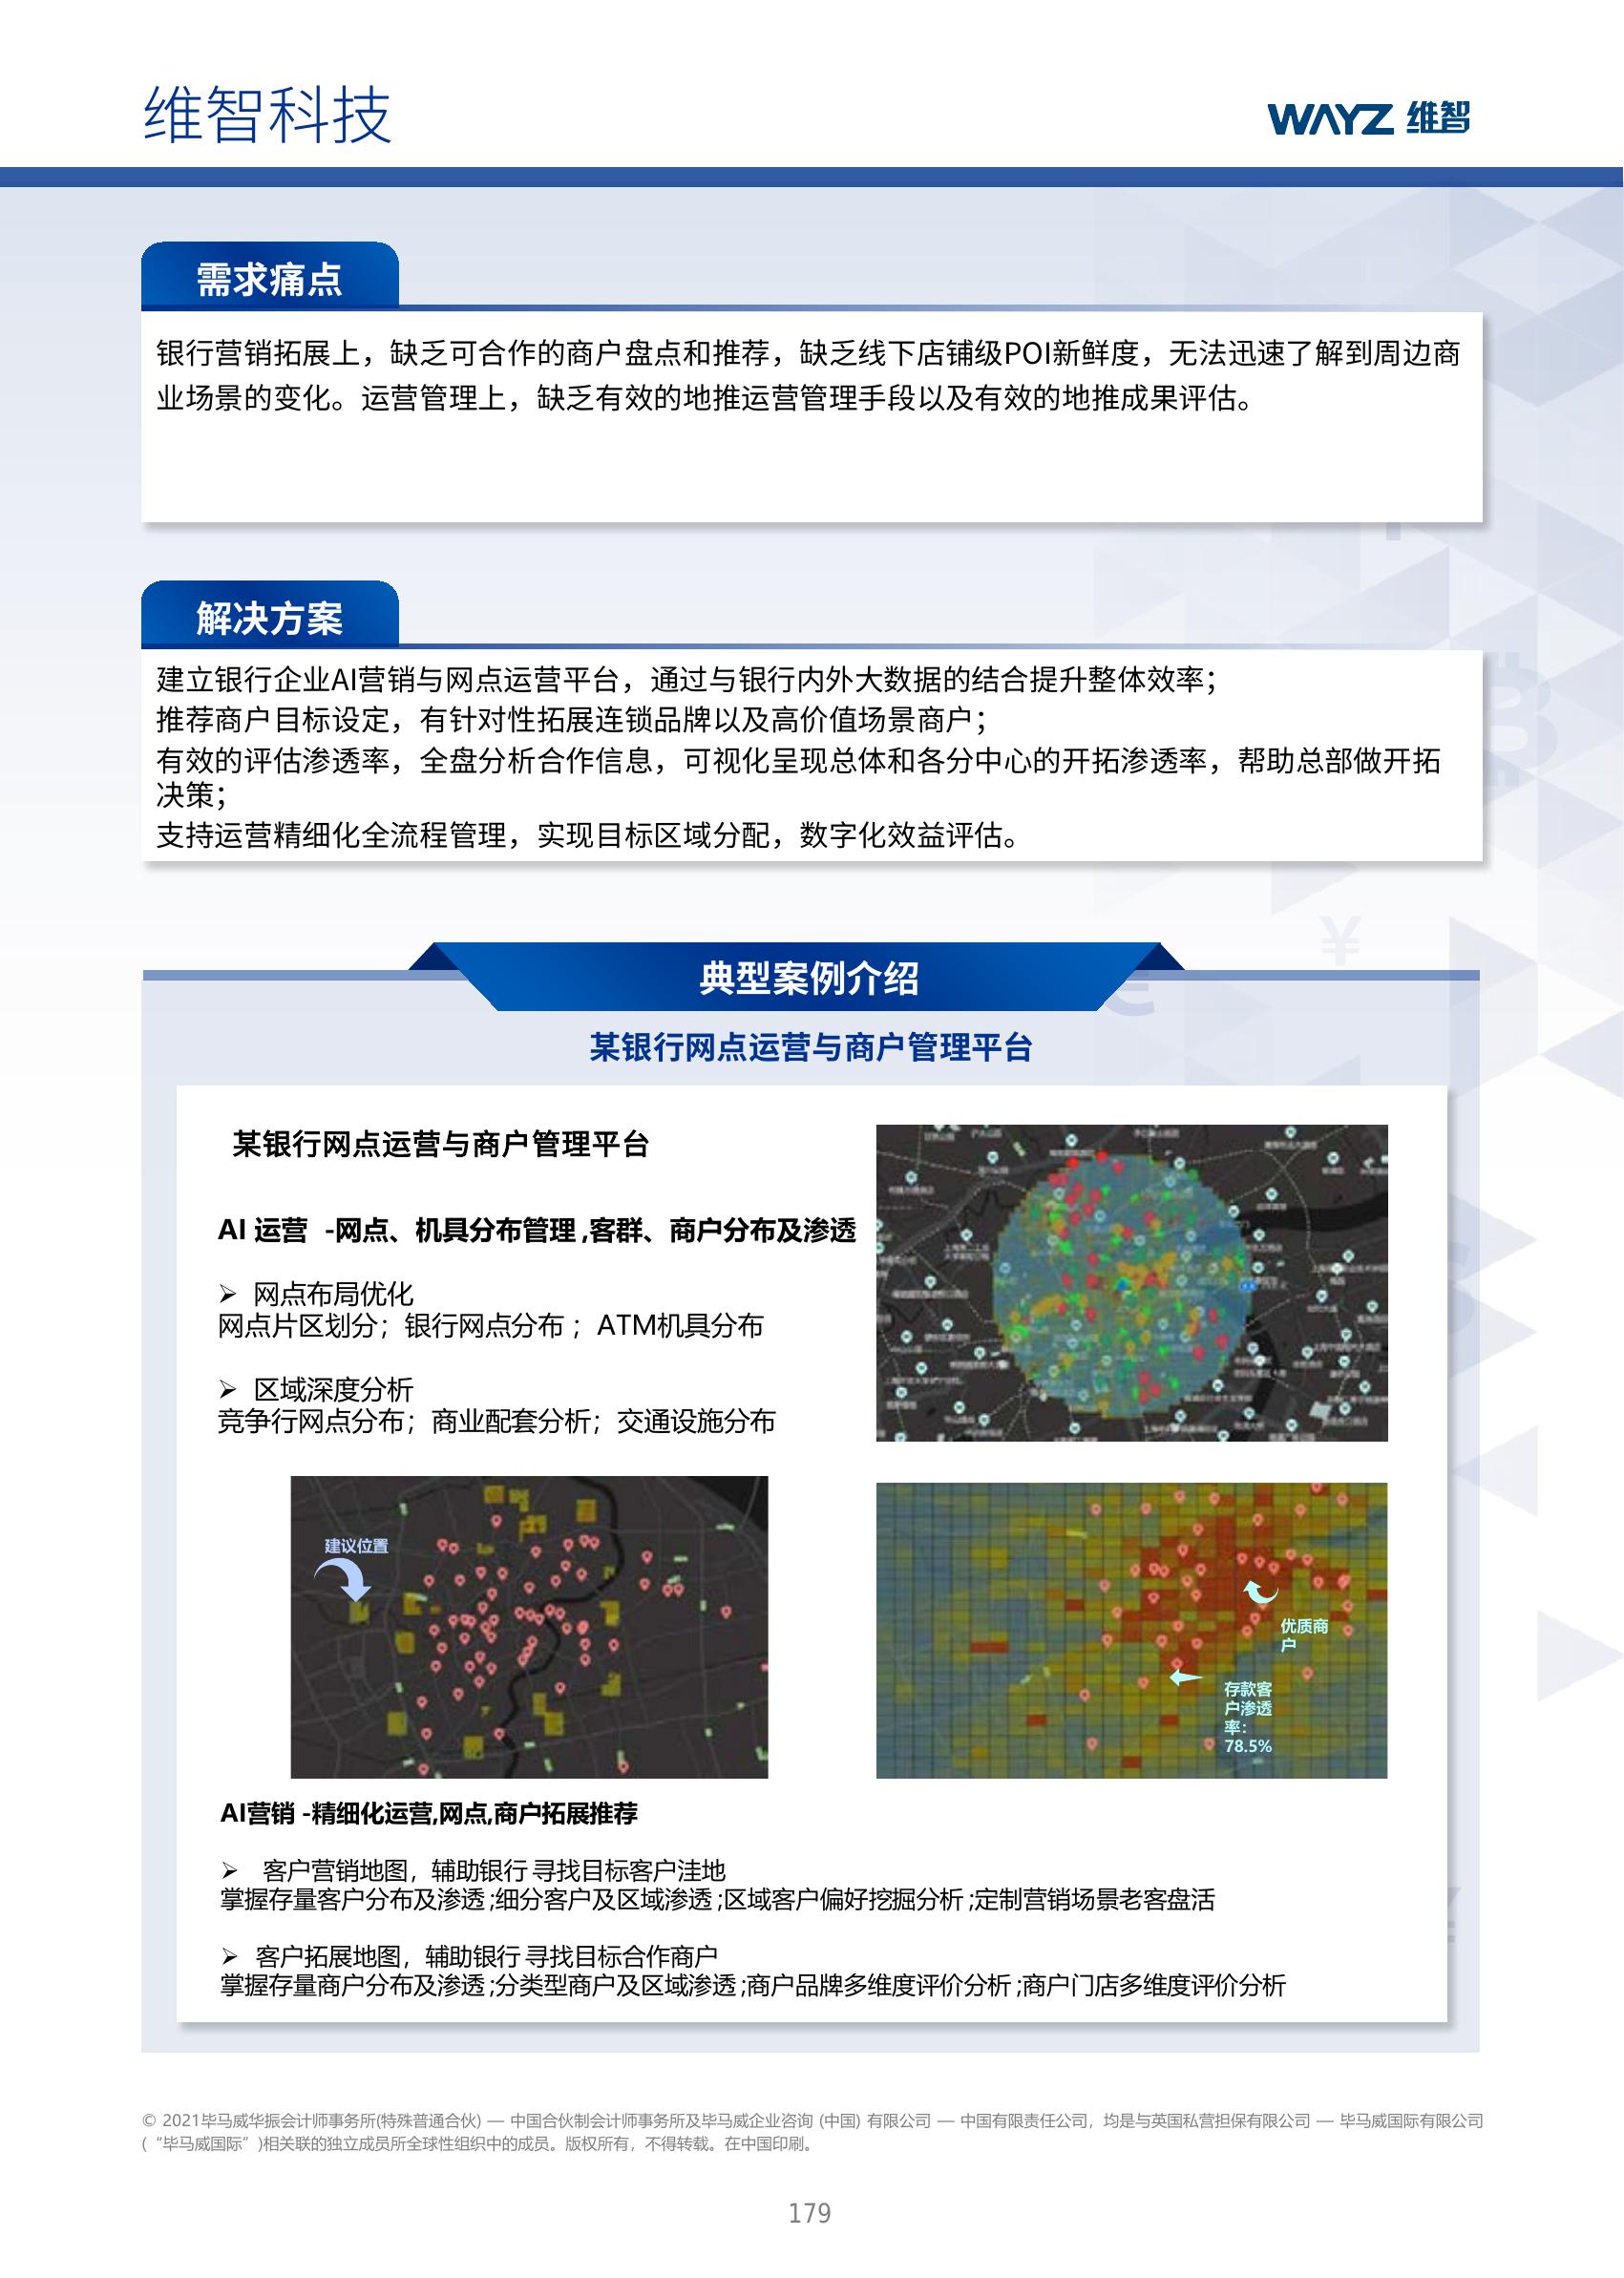 维智科技
WAYZ 维智
需求痛点
银行营销拓展上，缺乏可合作的商户盘点和推荐，缺乏线下店铺级POI新鲜度，无法迅速了解到周边商
业场景的变化。运营管理上，缺乏有效的地推运营管理手段以及有效的地推成果评估。
解决方案
建立银行企业AI营销与网点运营平台，通过与银行内外大数据的结合提升整体效率；
推荐商户目标设定，有针对性拓展连锁品牌以及高价值场景商户；
有效的评估渗透率，全盘分析合作信息，可视化呈现总体和各分中心的开拓渗透率，帮助总部做开拓
决策；
支持运营精细化全流程管理，实现目标区域分配，数字化效益评估。
典型案例介绍
某银行网点运营与商户管理平台
某银行网点运营与商户管理平台
AI 运营 -网点、机具分布管理,客群、商户分布及渗透
➢ 网点布局优化
网点片区划分；银行网点分布；ATM机具分布
➢ 区域深度分析
竞争行网点分布；商业配套分析；交通设施分布
建议位置
优质商
户
存款客
户渗透
率：
78.5%
AI营销 -精细化运营,网点,商户拓展推荐
➢ 客户营销地图，辅助银行寻找目标客户洼地
掌握存量客户分布及渗透;细分客户及区域渗透;区域客户偏好挖掘分析;定制营销场景老客盘活
➢ 客户拓展地图，辅助银行寻找目标合作商户
掌握存量商户分布及渗透;分类型商户及区域渗透;商户品牌多维度评价分析;商户门店多维度评价分析
© 2021毕马威华振会计师事务所(特殊普通合伙) — 中国合伙制会计师事务所及毕马威企业咨询 (中国) 有限公司 — 中国有限责任公司，均是与英国私营担保有限公司 — 毕马威国际有限公司
(“毕马威国际”)相关联的独立成员所全球性组织中的成员。版权所有，不得转载。在中国印刷。
179